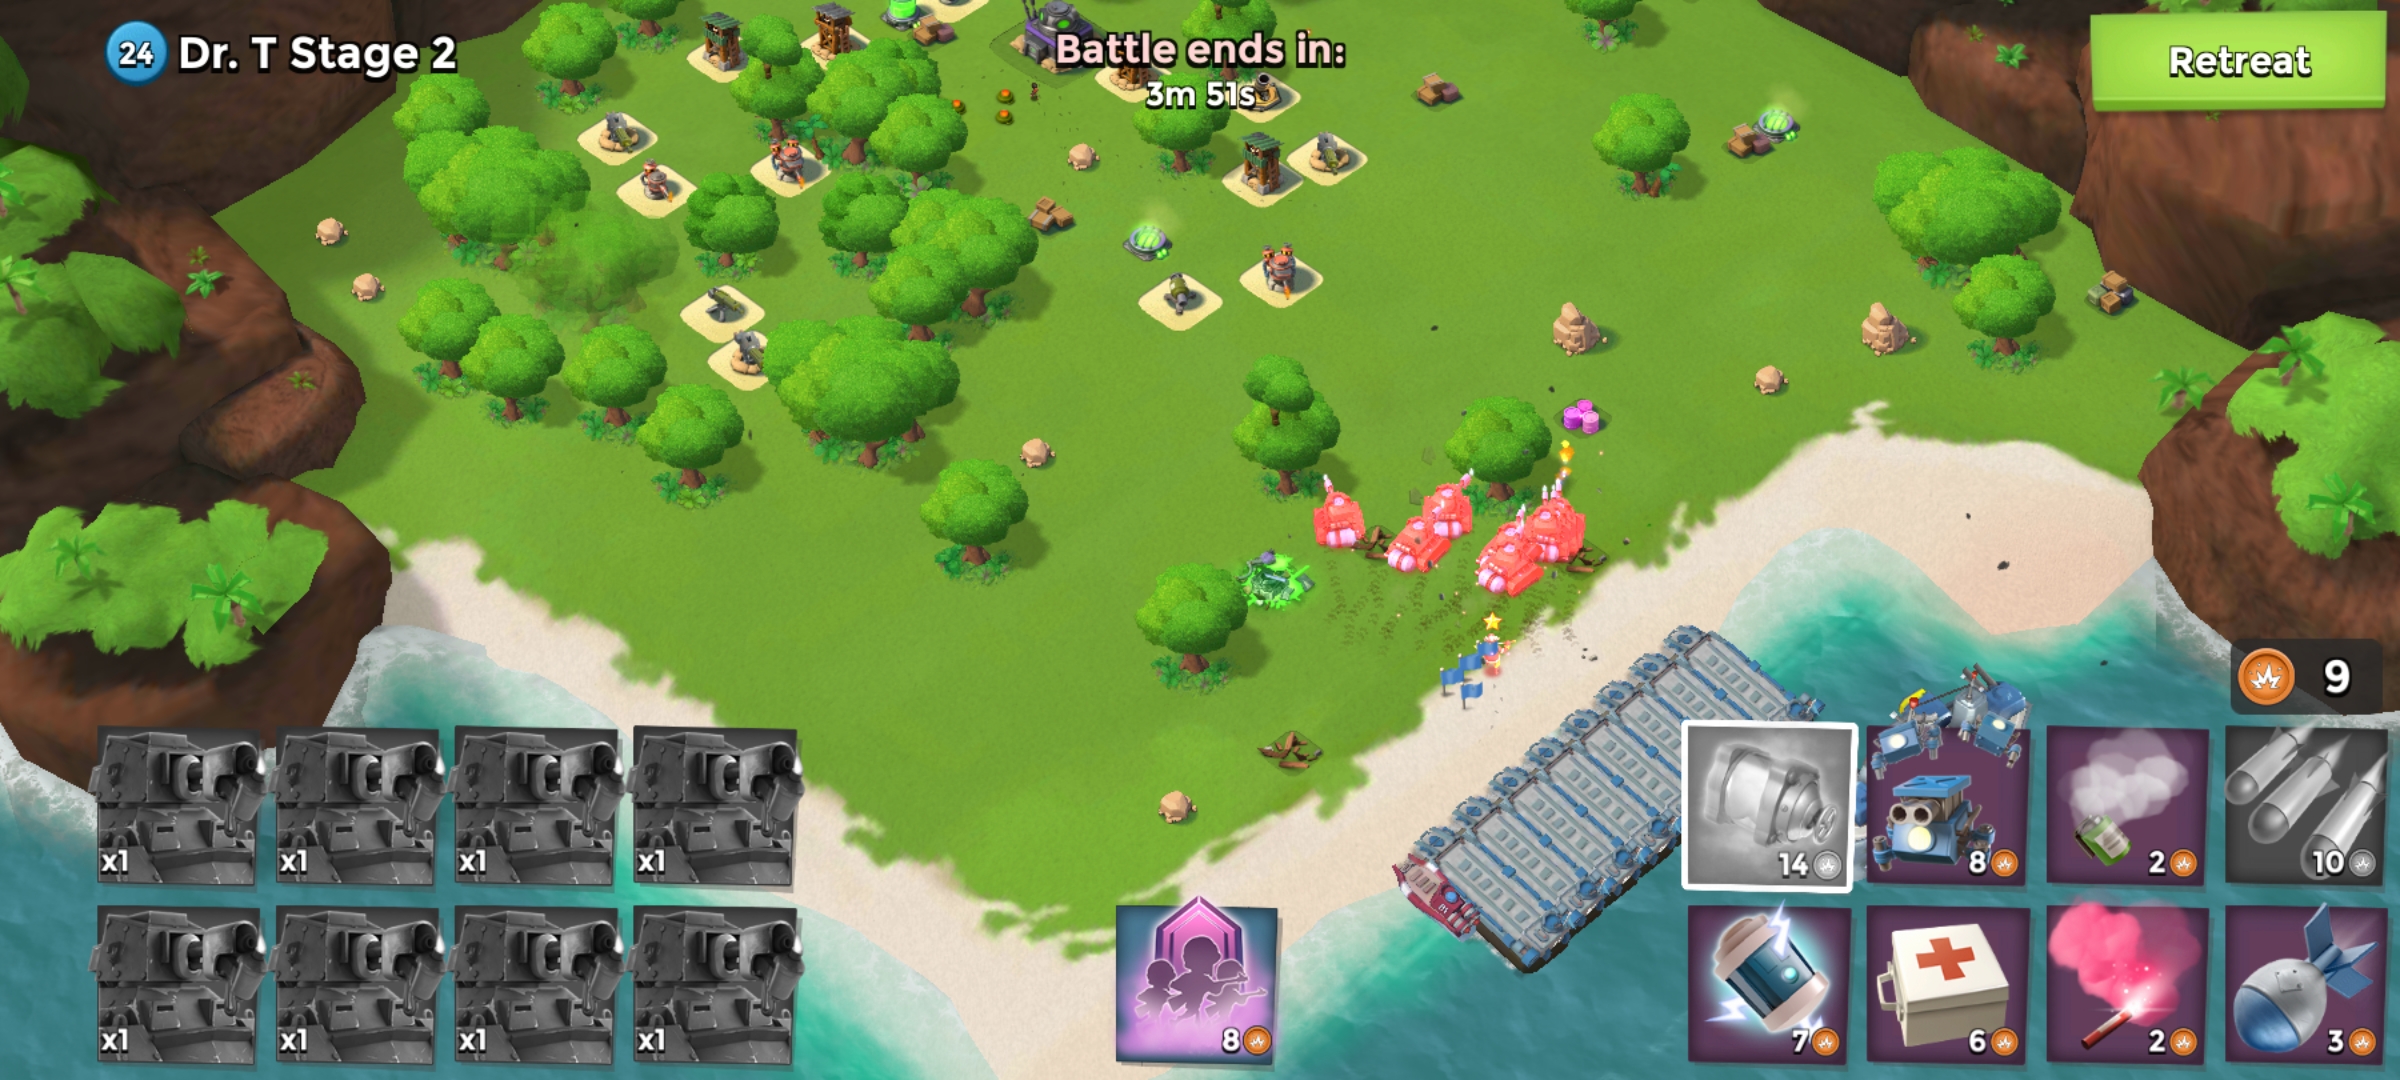 24 Dr. T Stage 2
Battle ends in:
3m 51s
Retreat
9
x1 x1 x1 x1
14 8 2 10
x1 x1 x1 x1
8
7 6 2 3